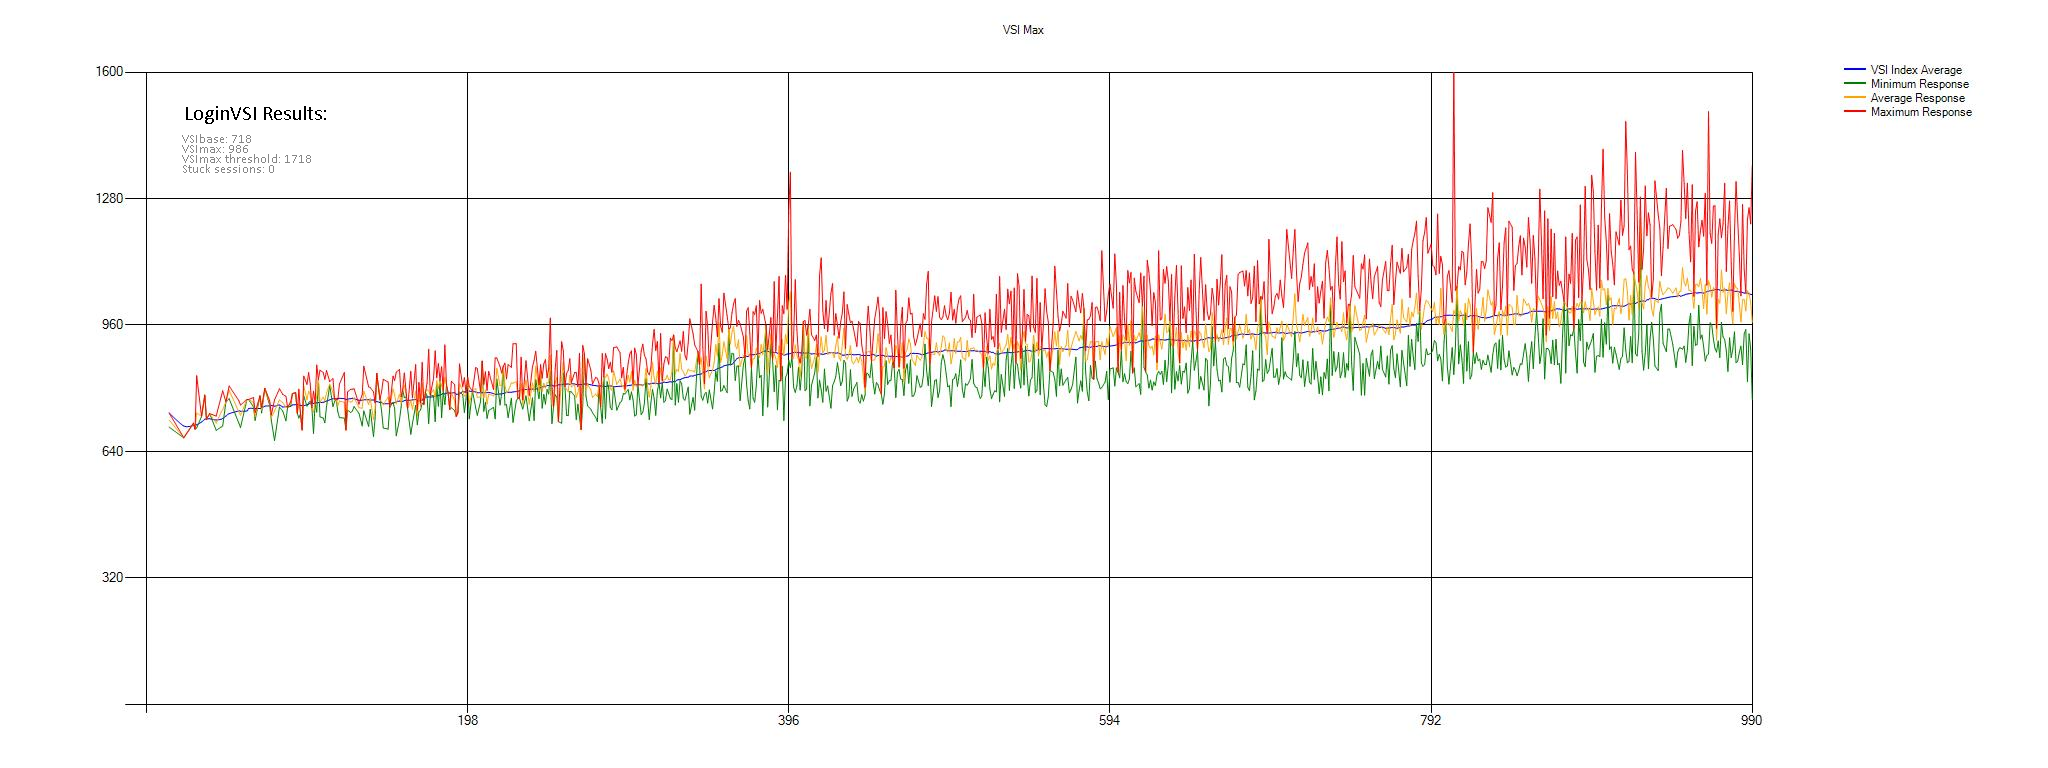 VSI Max
1600
1280
960
640
320
198
396
594
792
990
LoginVSI Results:
VSIbase: 718
VSImax: 986
VSImax threshold: 1718
Stuck sessions: 0
VSI Index Average
Minimum Response
Average Response
Maximum Response